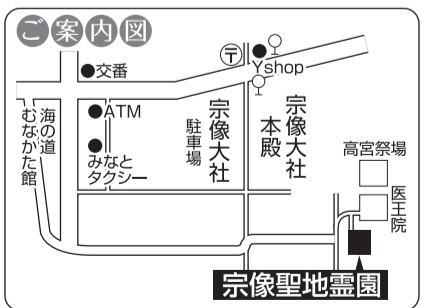 ご案内図
●交番
〒
Yshop
●ATM
みなと
タクシー
海の道
むなかた館
宗像大社
駐車場
宗像大社
本殿
高宮祭場
医王院
宗像聖地霊園